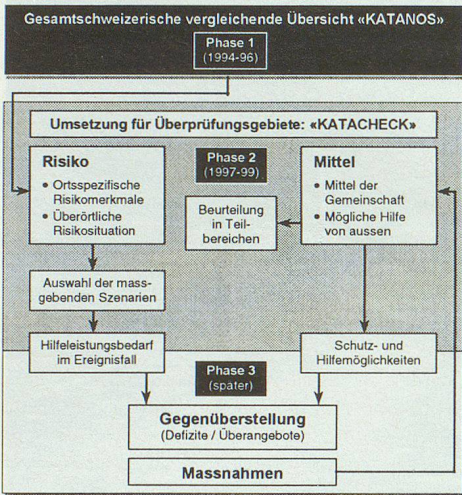 Gesamtschweizerische vergleichende Übersicht «KATANOS»
Phase 1
(1994-96)
Umsetzung für Überprüfungsgebiete: «KATACHECK»
Risiko
• Ortsspezifische
Risikomerkmale
• Überörtliche
Risikosituation
Phase 2
(1997-99)
Mittel
• Mittel der
Gemeinschaft
• Mögliche Hilfe
von aussen
Beurteilung
in Teil-
bereichen
Auswahl der mass-
gebenden Szenarien
Hilfeleistungsbedarf
im Ereignisfall
Schutz- und
Hilfemöglichkeiten
Phase 3
(später)
Gegenüberstellung
(Defizite / Überangebote)
Massnahmen